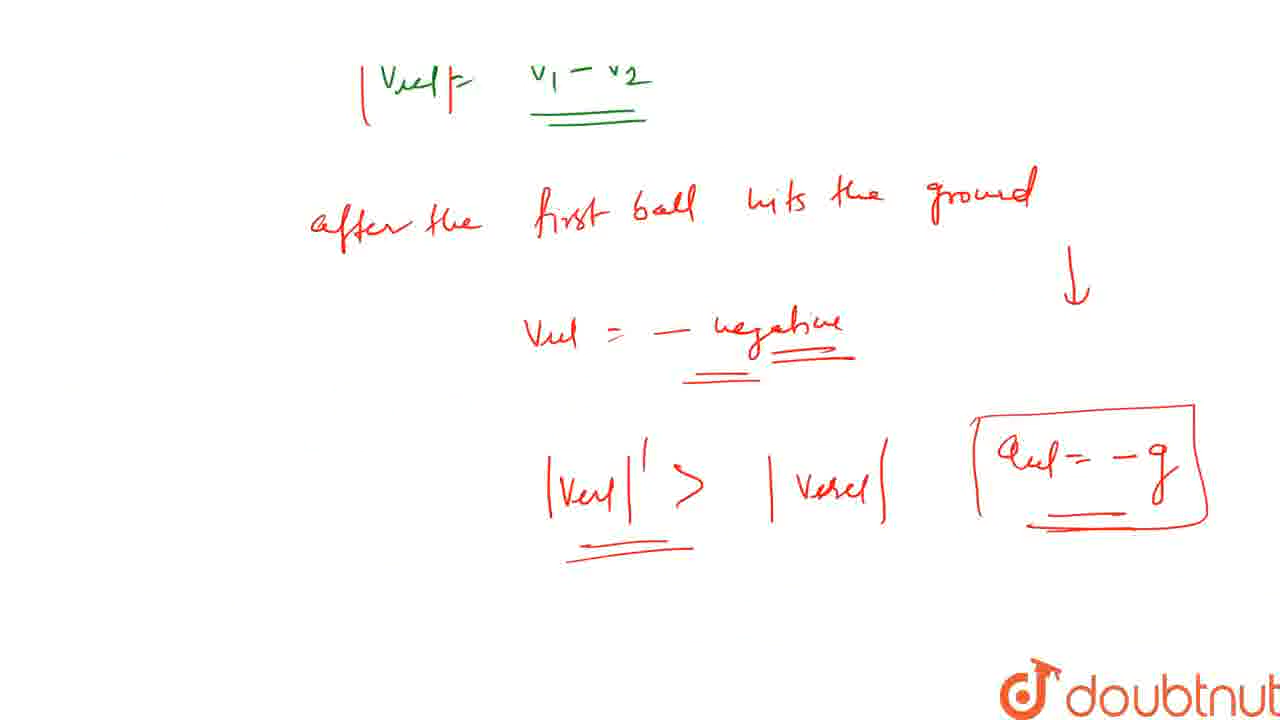 |Vrel| = v1 - v2
after the first ball hits the ground
↓
Vrel = - negative
|Vrel|' > |Vrel| arel = - g
doubtnut